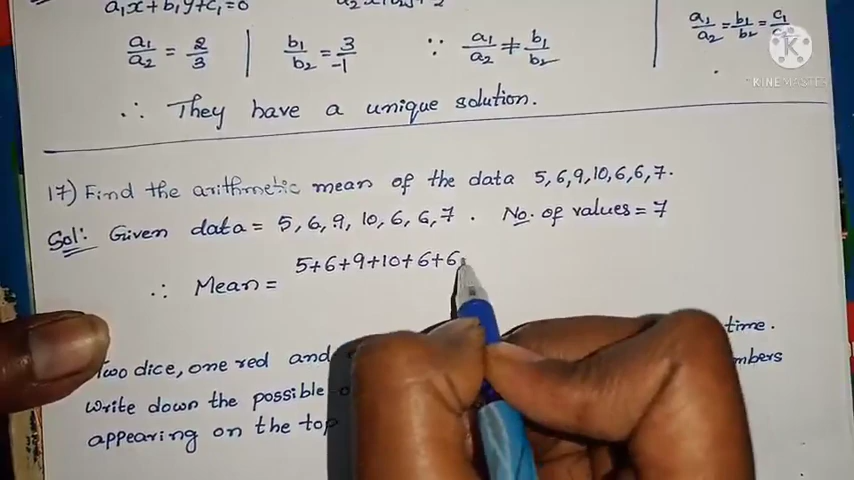 a₁x+b₁y+c₁=0
a₁/a₂ = 2/3 | b₁/b₂ = 3/-1 ∵ a₁/a₂ ≠ b₁/b₂ | a₁/a₂ = b₁/b₂ =
∴ They have a unique solution.
KINEMASTER
17) Find the arithmetic mean of the data 5,6,9,10,6,6,7.
Sol: Given data = 5, 6, 9, 10, 6, 6, 7. No. of values = 7
∴ Mean = 5+6+9+10+6+6
Two dice, one red and time.
write down the possible numbers
appearing on the top